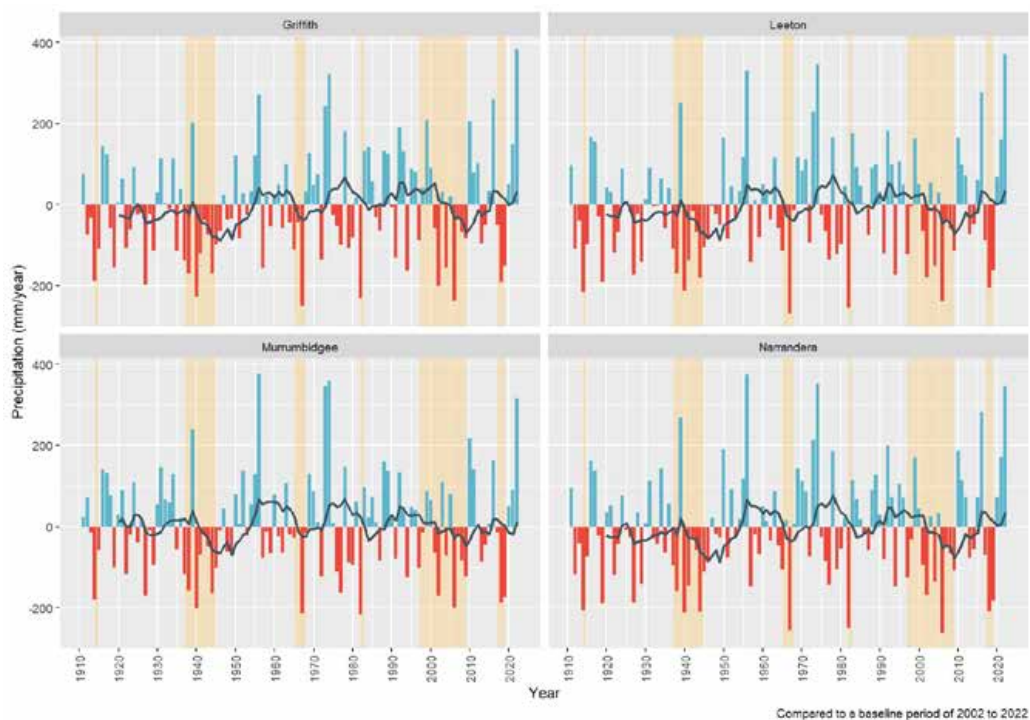 Griffith
Leeton
400
200
0
-200
Murrumbidgee
Narrandera
400
200
0
-200
Precipitation (mm/year)
1910 1920 1930 1940 1950 1960 1970 1980 1990 2000 2010 2020
1910 1920 1930 1940 1950 1960 1970 1980 1990 2000 2010 2020
Year
Compared to a baseline period of 2002 to 2022